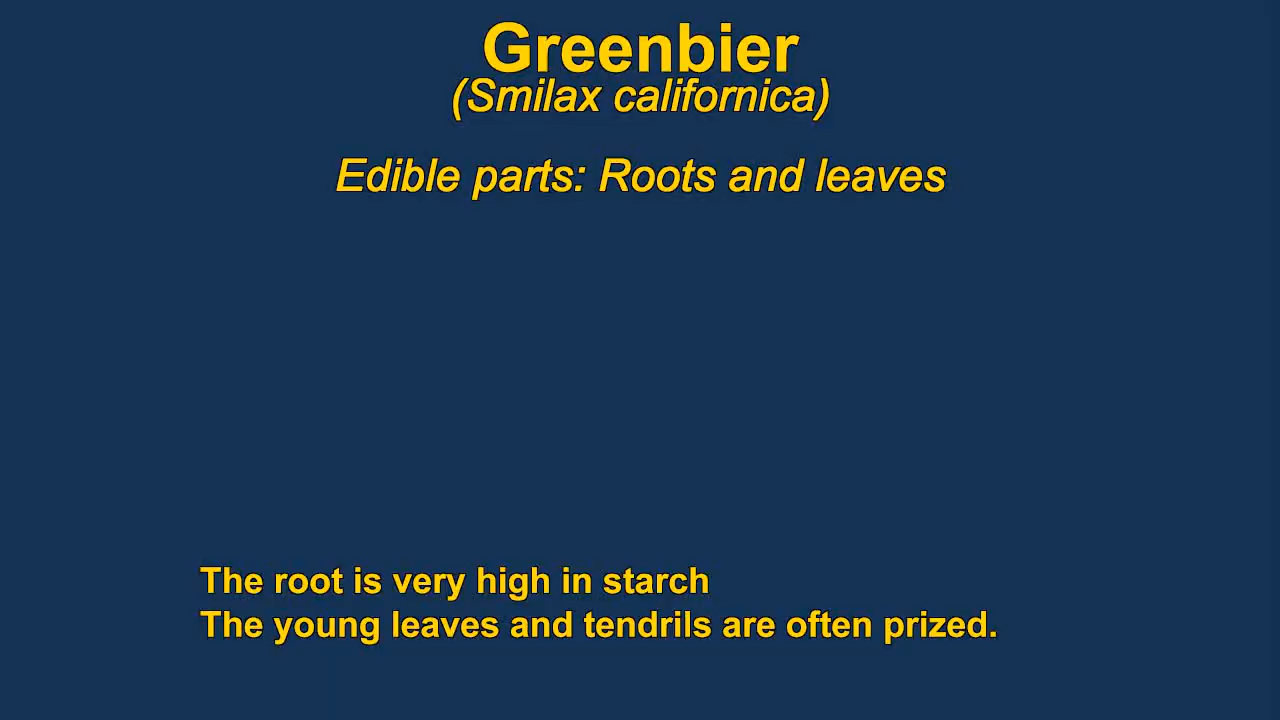 Greenbier
(Smilax californica)
Edible parts: Roots and leaves
The root is very high in starch
The young leaves and tendrils are often prized.